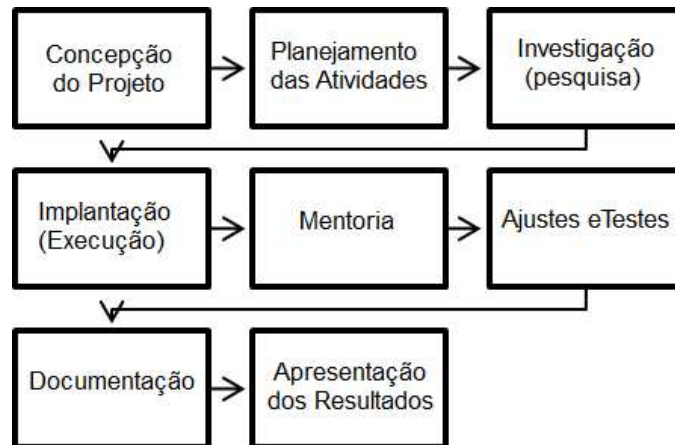 Concepção
do Projeto
Planejamento
das Atividades
Investigação
(pesquisa)
Implantação
(Execução)
Mentoria
Ajustes eTestes
Documentação
Apresentação
dos Resultados